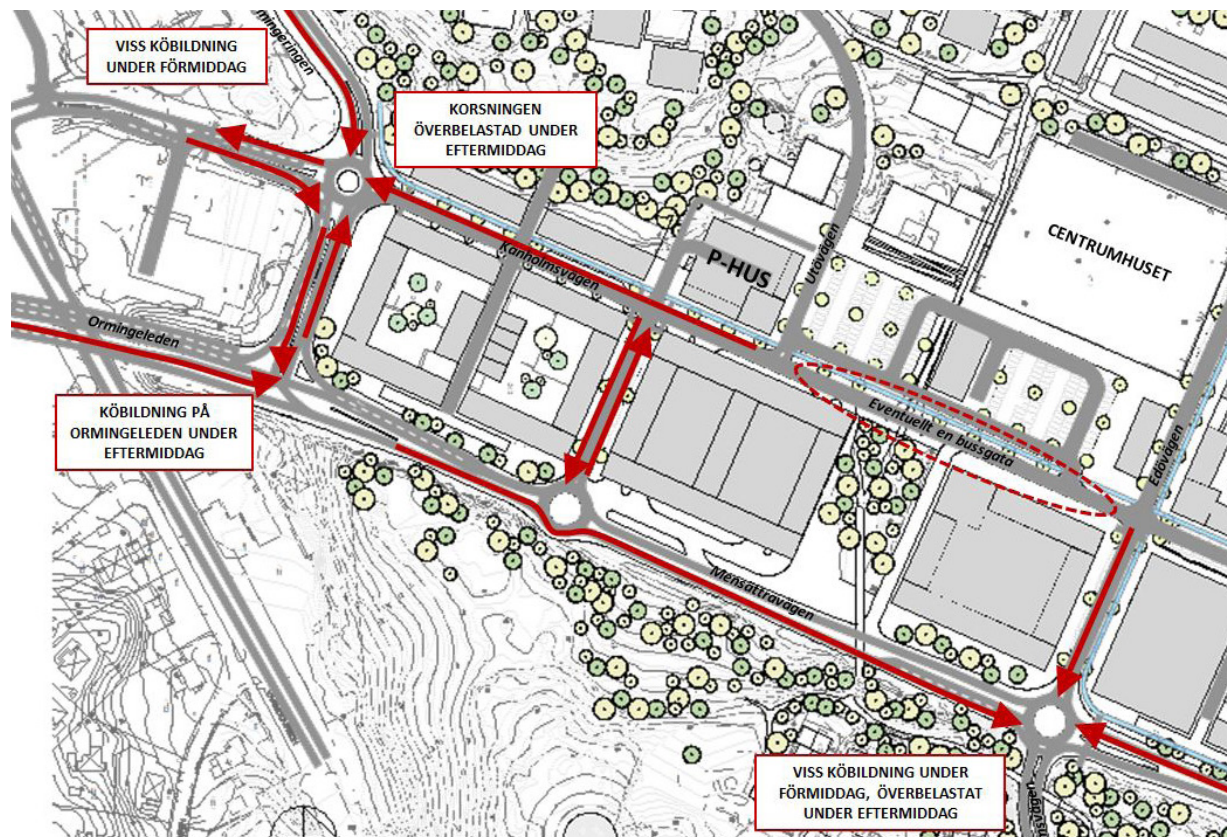 Ormingeringen
VISS KÖBILDNING
UNDER FÖRMIDDAG
KORSNINGEN
ÖVERBELASTAD UNDER
EFTERMIDDAG
Kanholmsvägen
P-HUS
Utövägen
CENTRUMHUSET
Ormingeleden
KÖBILDNING PÅ
ORMINGELEDEN UNDER
EFTERMIDDAG
Eventuellt en bussgata
Edövägen
Mensättravägen
VISS KÖBILDNING UNDER
FÖRMIDDAG, ÖVERBELASTAT
UNDER EFTERMIDDAG